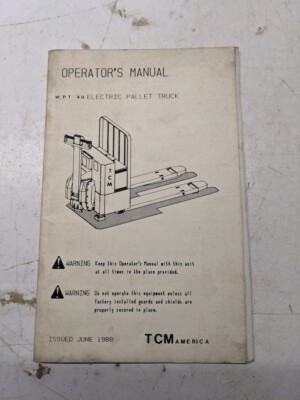 OPERATOR'S MANUAL
WPT-40 ELECTRIC PALLET TRUCK
TCM
WARNING Keep this Operator's Manual with this unit
at all times in the place provided.
WARNING Do not operate this equipment unless all
factory installed guards and shields are
properly secured in place.
ISSUED JUNE 1988 TCM AMERICA